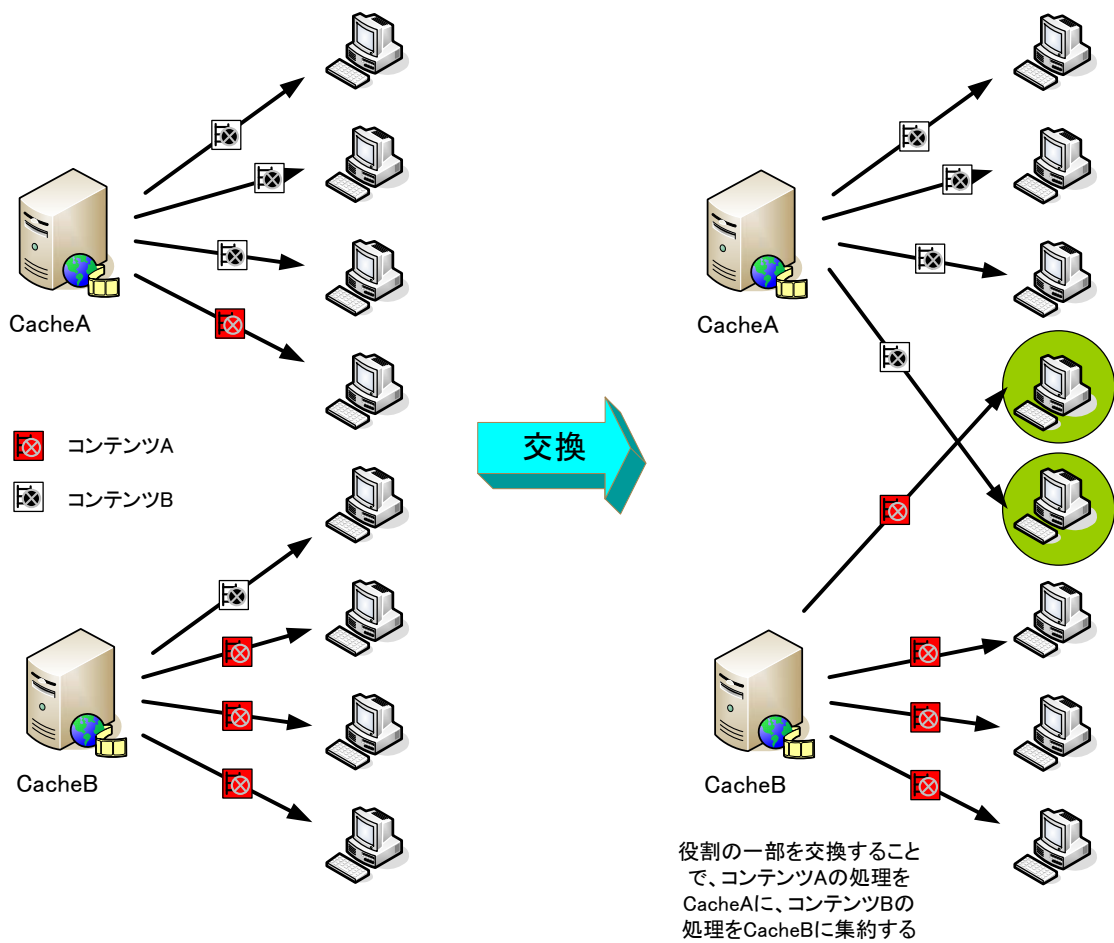 CacheA
コンテンツA
コンテンツB
CacheB
交換
CacheA
CacheB
役割の一部を交換すること
で、コンテンツAの処理を
CacheAに、コンテンツBの
処理をCacheBに集約する